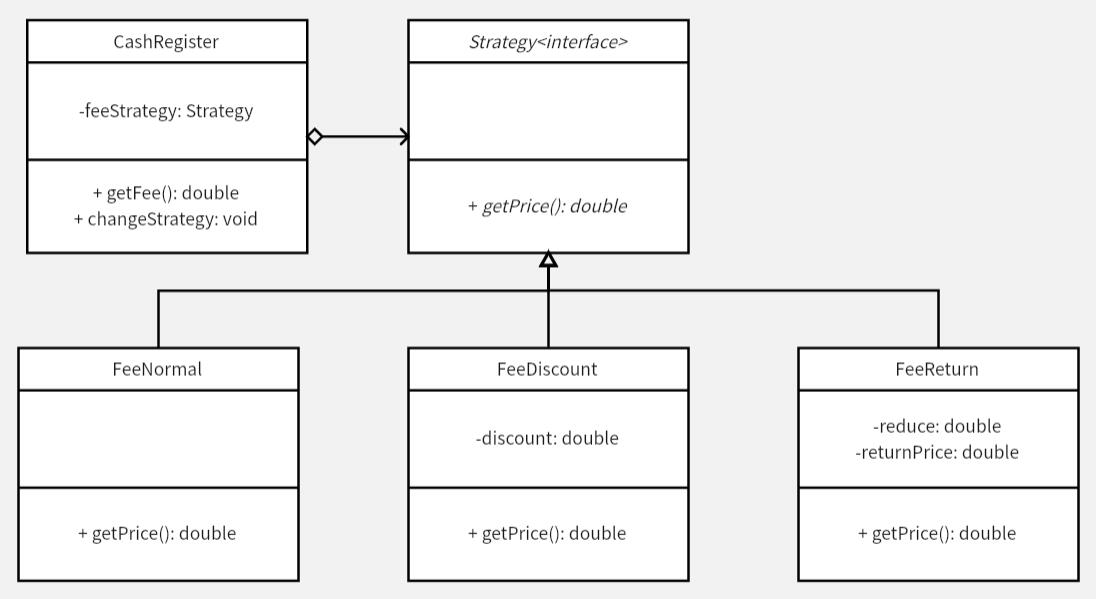 CashRegister
-feeStrategy: Strategy
+ getFee(): double
+ changeStrategy: void
Strategy<interface>
+ getPrice(): double
FeeNormal
+ getPrice(): double
FeeDiscount
-discount: double
+ getPrice(): double
FeeReturn
-reduce: double
-returnPrice: double
+ getPrice(): double